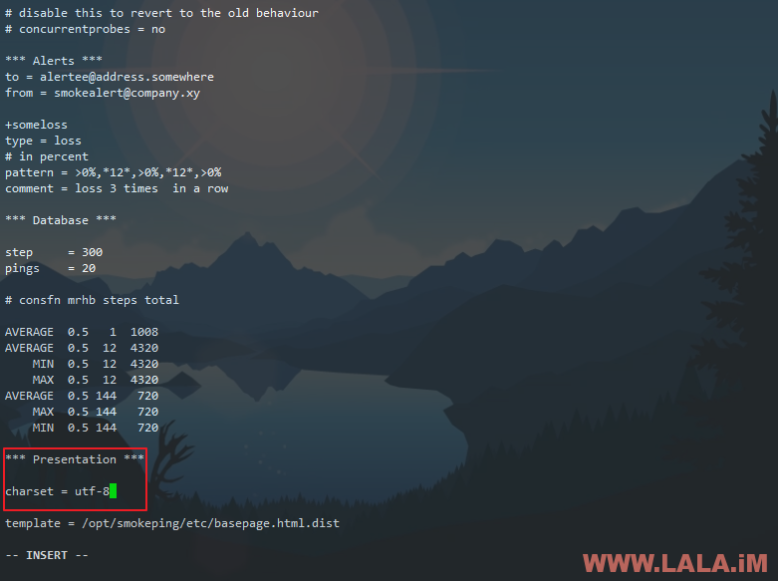 # disable this to revert to the old behaviour
# concurrentprobes = no
*** Alerts ***
to = alertee@address.somewhere
from = smokealert@company.xy
+someloss
type = loss
# in percent
pattern = >0%,*12*,>0%,*12*,>0%
comment = loss 3 times  in a row
*** Database ***
step     = 300
pings    = 20
# consfn mrhb steps total
AVERAGE  0.5   1  1008
AVERAGE  0.5  12  4320
    MIN  0.5  12  4320
    MAX  0.5  12  4320
AVERAGE  0.5 144   720
    MAX  0.5 144   720
    MIN  0.5 144   720
*** Presentation ***
charset = utf-8
template = /opt/smokeping/etc/basepage.html.dist
-- INSERT --
WWW.LALA.iM